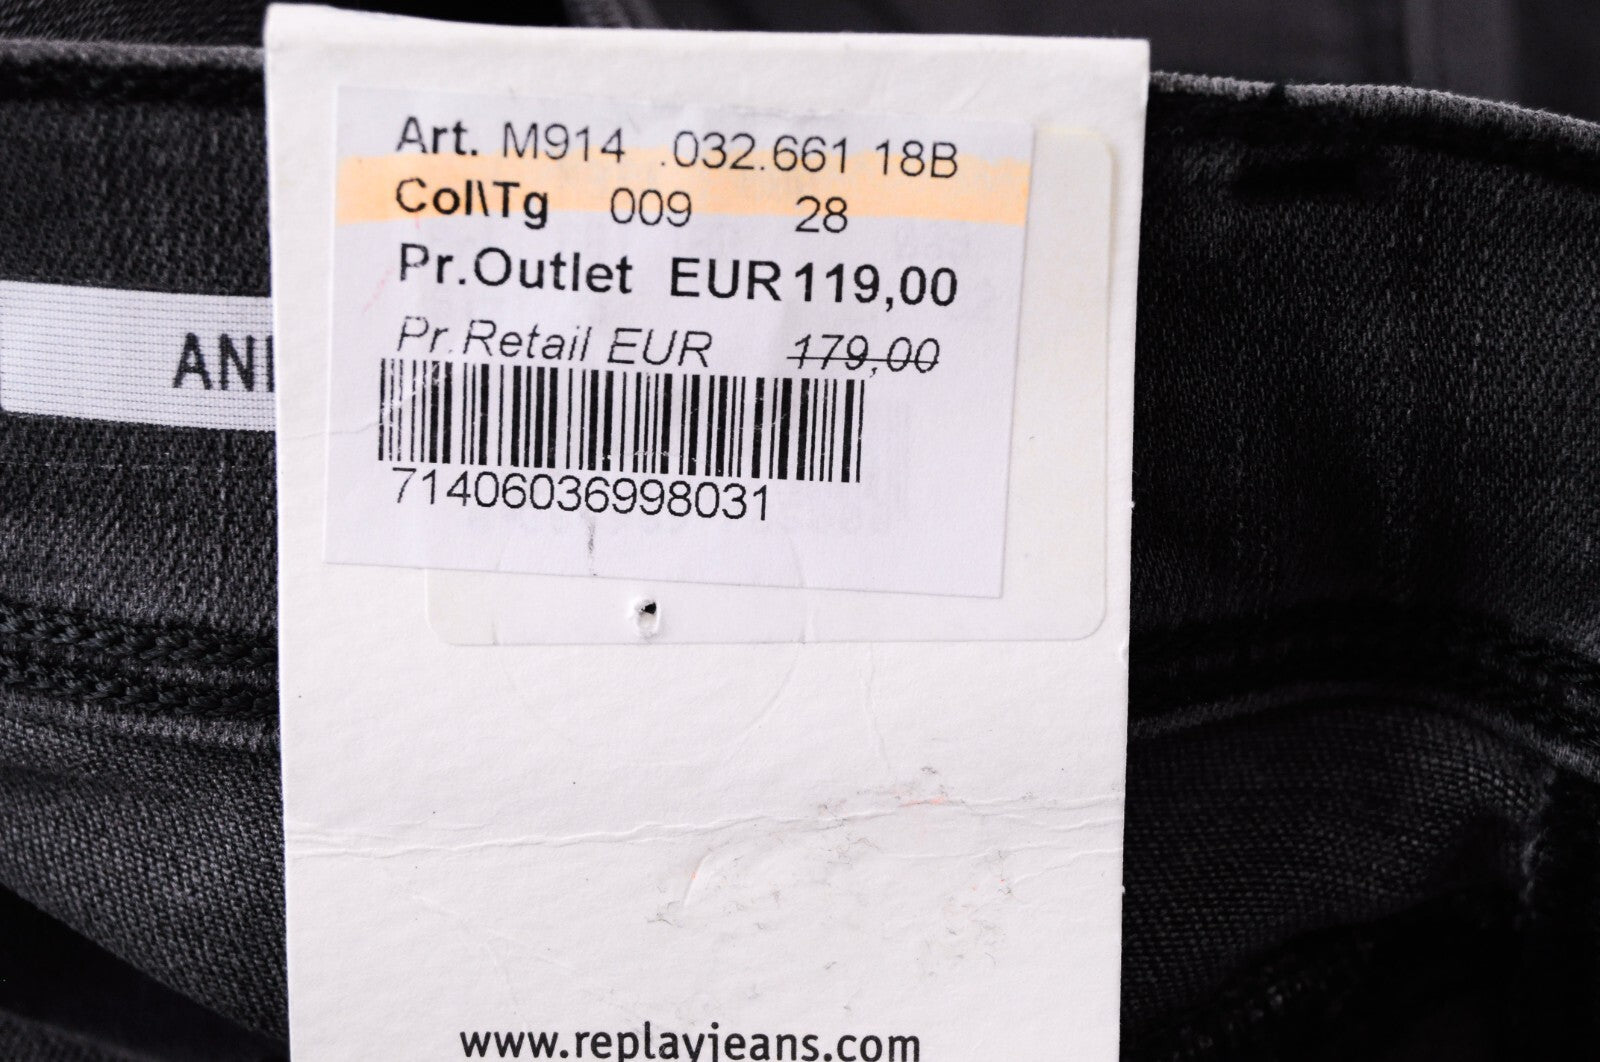 Art. M914 .032.661 18B
Col\Tg 009 28
Pr.Outlet EUR 119,00
Pr.Retail EUR 179,00
71406036998031
ANI
www.replayjeans.com